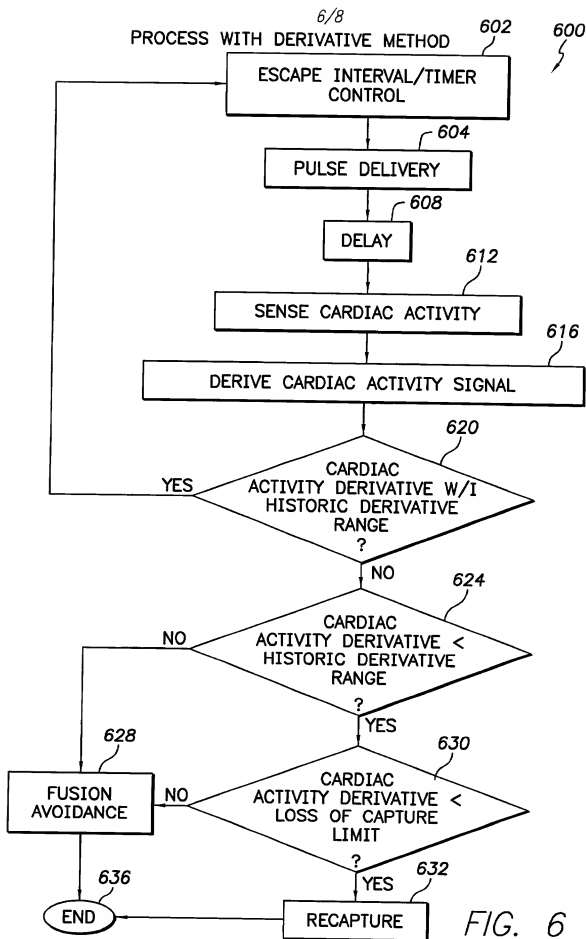 6/8
PROCESS WITH DERIVATIVE METHOD
602
600
ESCAPE INTERVAL/TIMER
CONTROL
604
PULSE DELIVERY
608
DELAY
612
SENSE CARDIAC ACTIVITY
616
DERIVE CARDIAC ACTIVITY SIGNAL
620
CARDIAC
ACTIVITY DERIVATIVE W/I
HISTORIC DERIVATIVE
RANGE
?
YES
NO
624
CARDIAC
ACTIVITY DERIVATIVE <
HISTORIC DERIVATIVE
RANGE
?
NO
YES
628
FUSION
AVOIDANCE
630
CARDIAC
ACTIVITY DERIVATIVE <
LOSS OF CAPTURE
LIMIT
?
NO
YES
632
RECAPTURE
636
END
FIG. 6